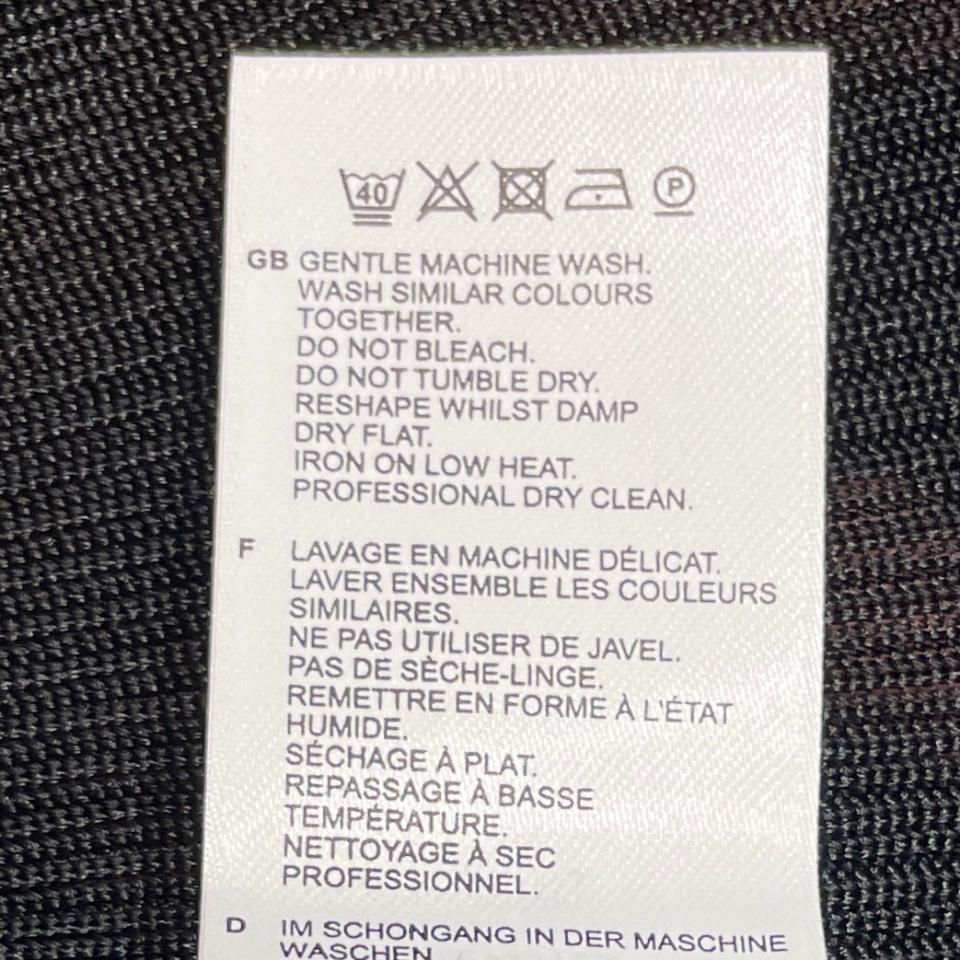 40 P
GB GENTLE MACHINE WASH.
WASH SIMILAR COLOURS
TOGETHER.
DO NOT BLEACH.
DO NOT TUMBLE DRY.
RESHAPE WHILST DAMP
DRY FLAT.
IRON ON LOW HEAT.
PROFESSIONAL DRY CLEAN.
F LAVAGE EN MACHINE DÉLICAT.
LAVER ENSEMBLE LES COULEURS
SIMILAIRES.
NE PAS UTILISER DE JAVEL.
PAS DE SÈCHE-LINGE.
REMETTRE EN FORME À L'ÉTAT
HUMIDE.
SÉCHAGE À PLAT.
REPASSAGE À BASSE
TEMPÉRATURE.
NETTOYAGE À SEC
PROFESSIONNEL.
D IM SCHONGANG IN DER MASCHINE
WASCHEN